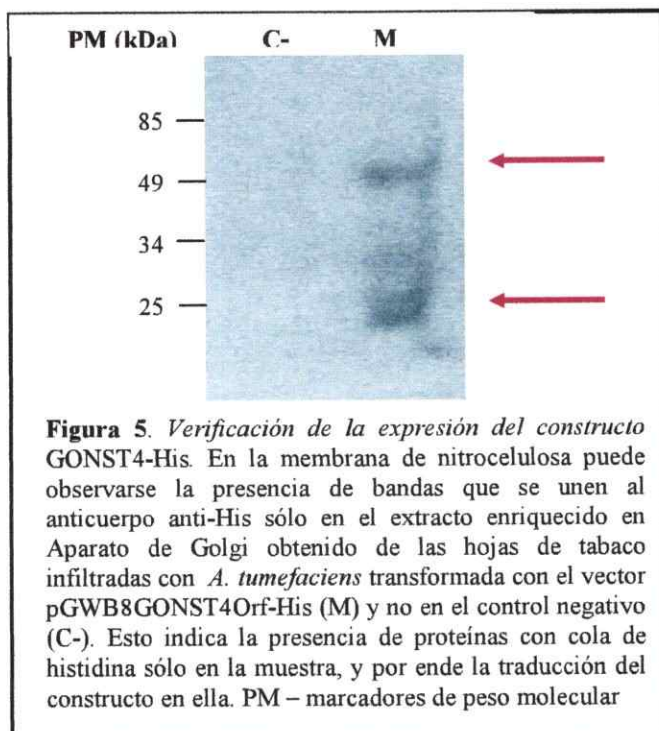 PM (kDa) C- M
85
49
34
25
Figura 5. Verificación de la expresión del constructo
GONST4-His. En la membrana de nitrocelulosa puede
observarse la presencia de bandas que se unen al
anticuerpo anti-His sólo en el extracto enriquecido en
Aparato de Golgi obtenido de las hojas de tabaco
infiltradas con A. tumefaciens transformada con el vector
pGWB8GONST4Orf-His (M) y no en el control negativo
(C-). Esto indica la presencia de proteínas con cola de
histidina sólo en la muestra, y por ende la traducción del
constructo en ella. PM – marcadores de peso molecular